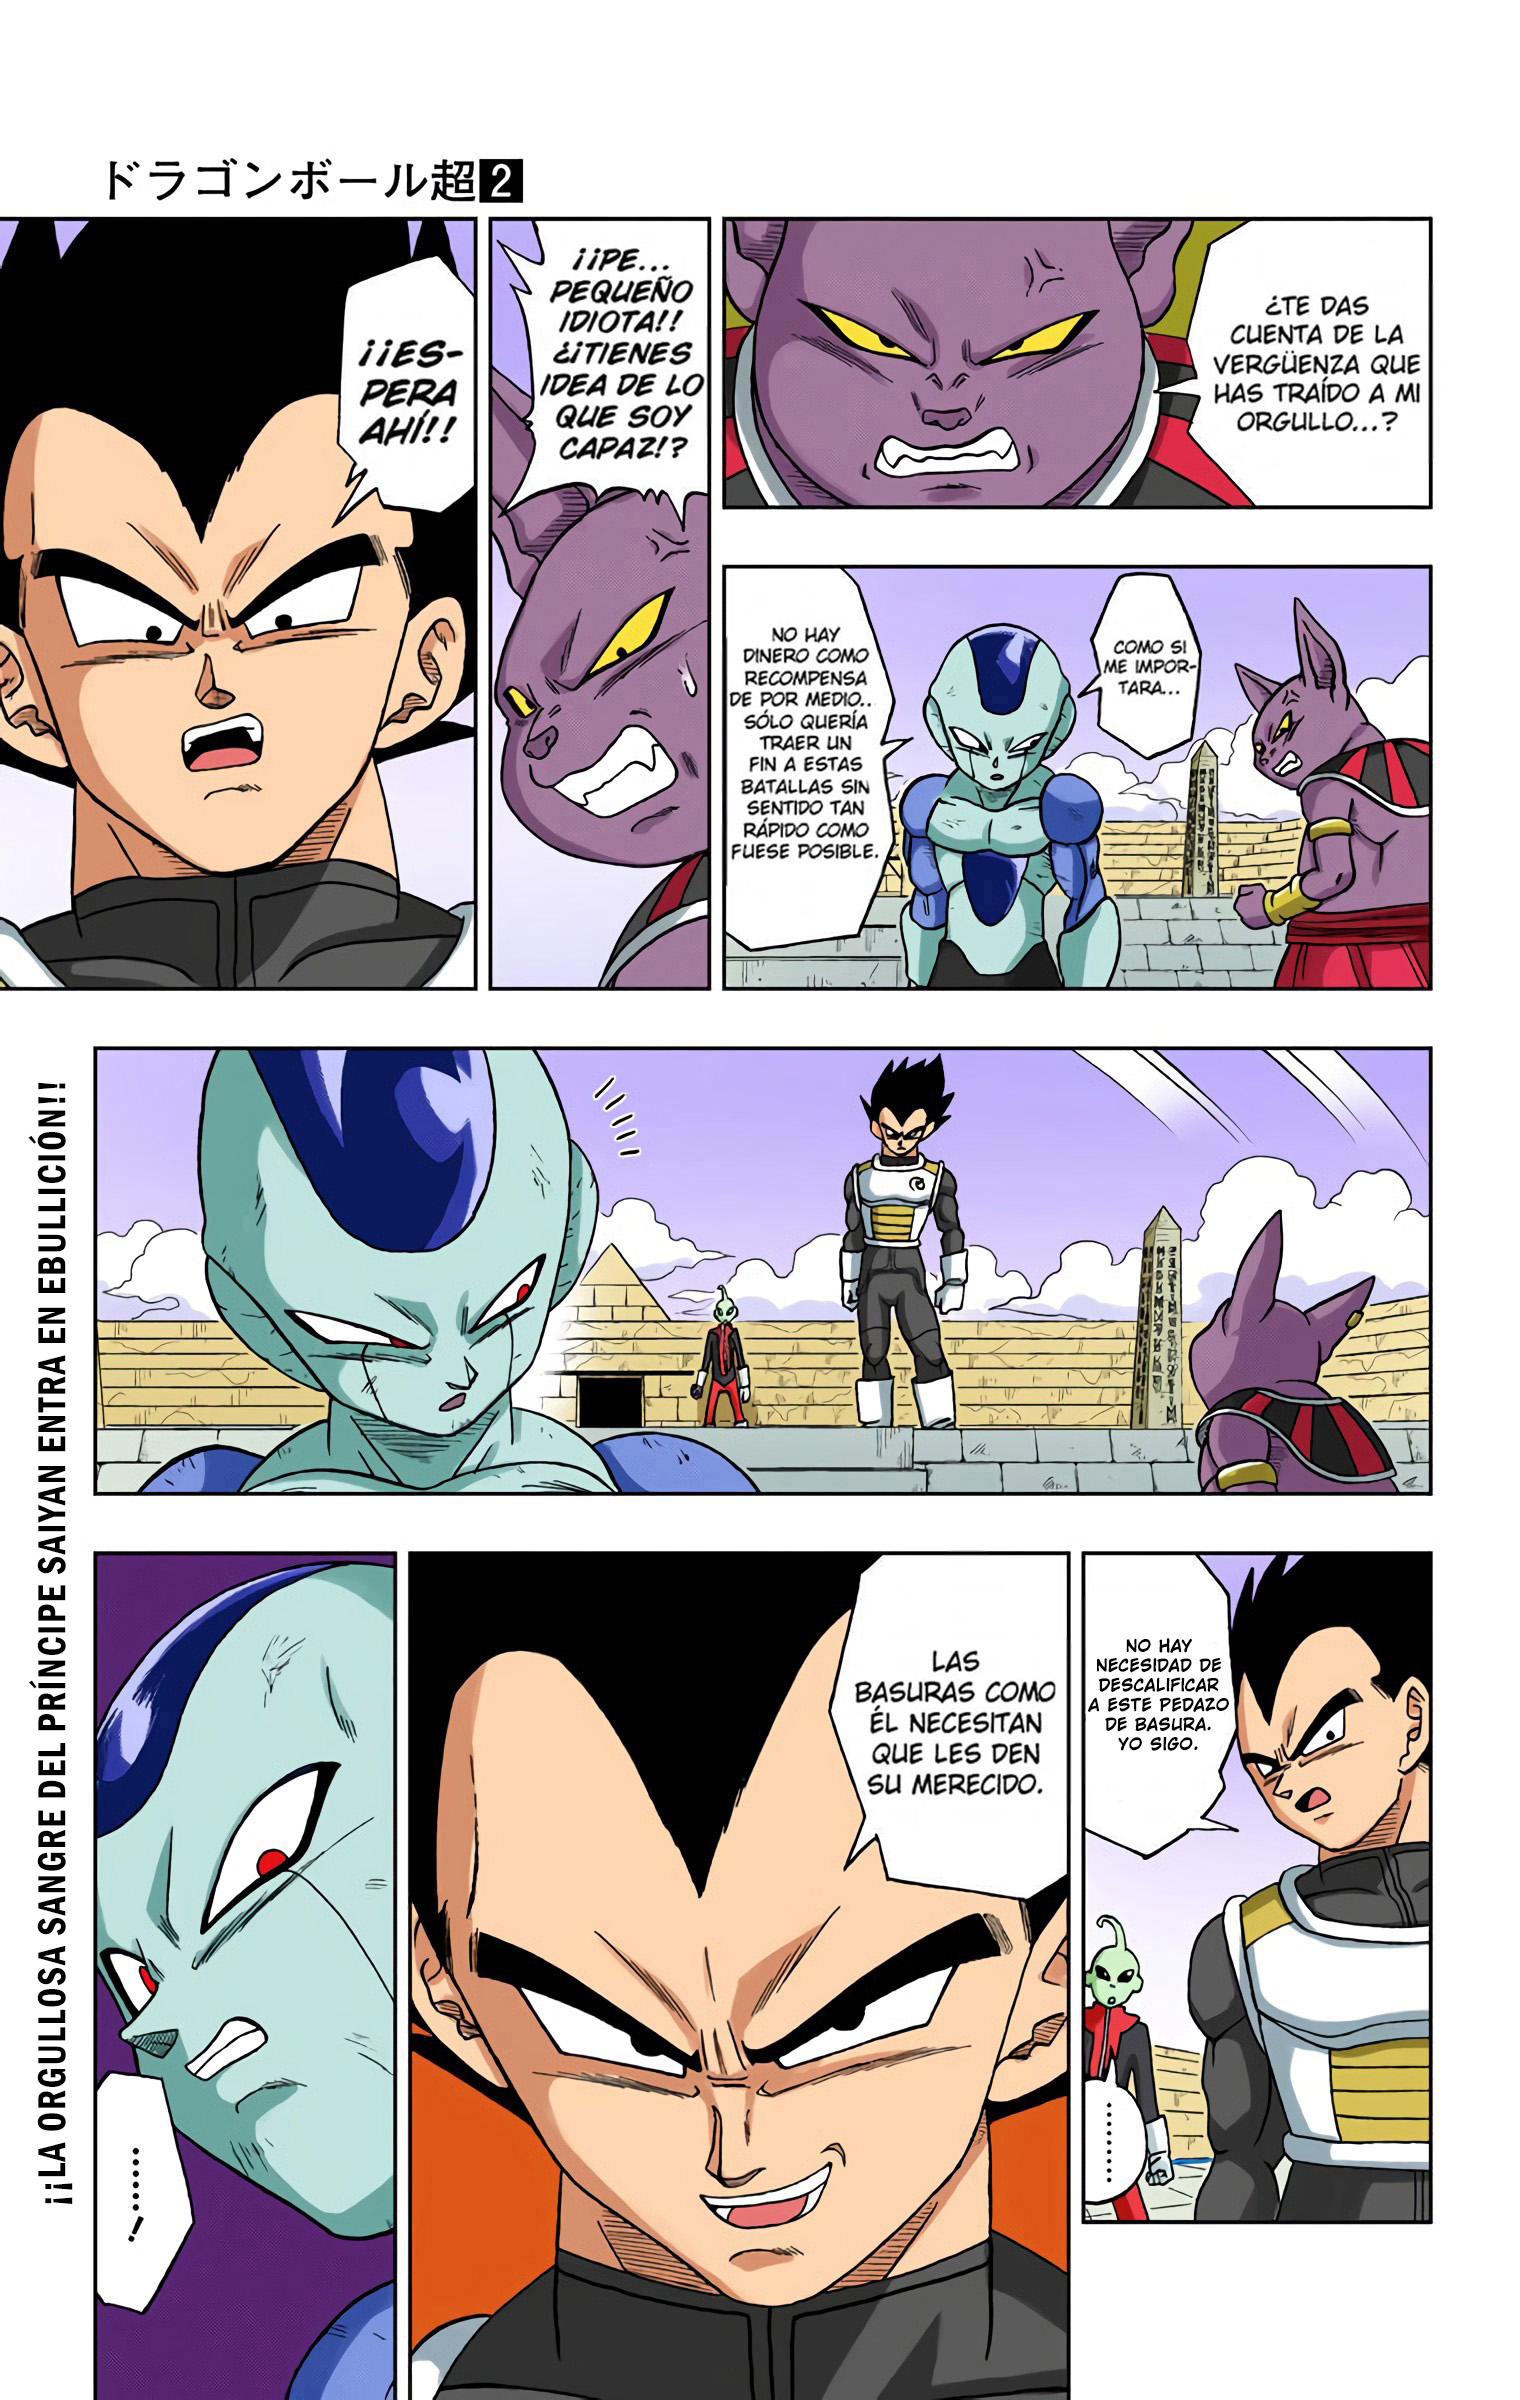 ドラゴンボール超2
¿TE DAS
CUENTA DE LA
VERGÜENZA QUE
HAS TRAÍDO A MI
ORGULLO...?
COMO SI
ME IMPOR-
TARA...
NO HAY
DINERO COMO
RECOMPENSA
DE POR MEDIO..
SÓLO QUERÍA
TRAER UN
FIN A ESTAS
BATALLAS SIN
SENTIDO TAN
RÁPIDO COMO
FUESE POSIBLE.
¡¡PE...
PEQUEÑO
IDIOTA!!
¿¡TIENES
IDEA DE LO
QUE SOY
CAPAZ!?
¡¡ES-
PERA
AHÍ!!
NO HAY
NECESIDAD DE
DESCALIFICAR
A ESTE PEDAZO
DE BASURA.
YO SIGO.
.........
LAS
BASURAS COMO
ÉL NECESITAN
QUE LES DEN
SU MERECIDO.
.......!
¡¡LA ORGULLOSA SANGRE DEL PRÍNCIPE SAIYAN ENTRA EN EBULLICIÓN!!